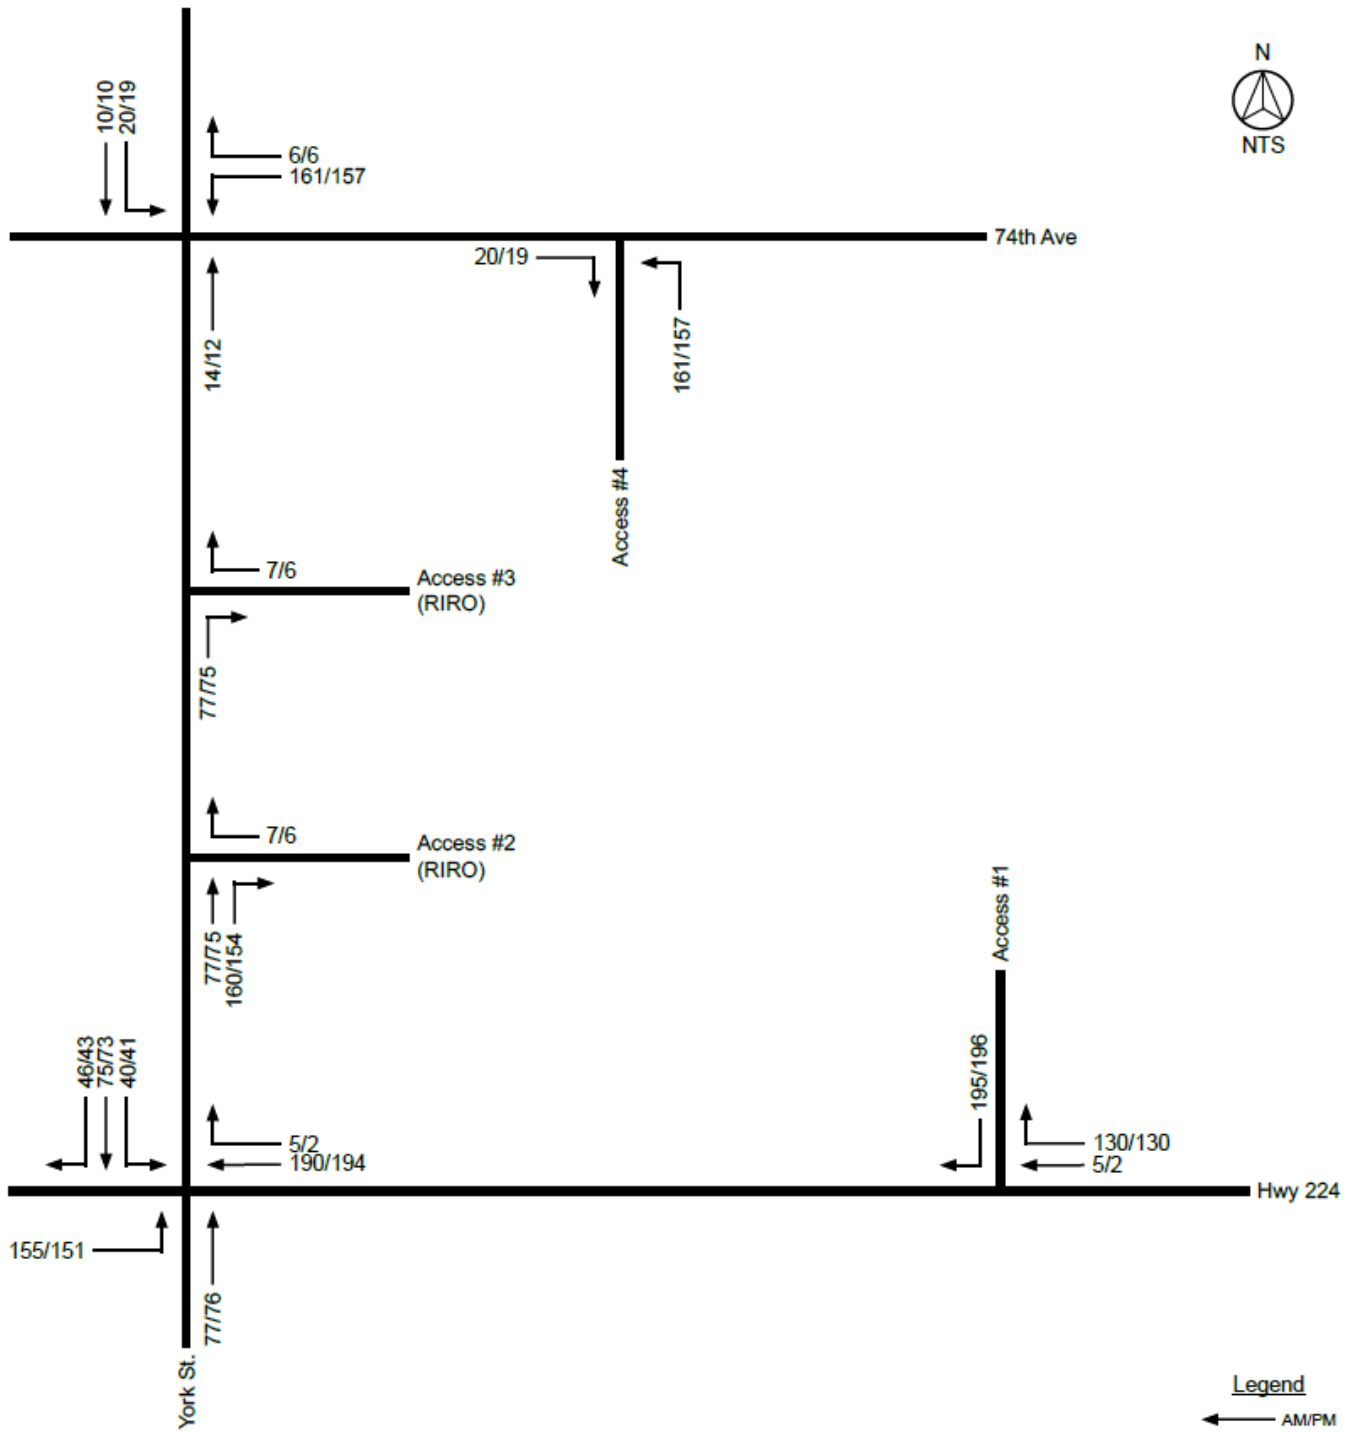 N
NTS
10/10
20/19
6/6
161/157
74th Ave
20/19
161/157
14/12
Access #4
7/6
Access #3
(RIRO)
77/75
7/6
Access #2
(RIRO)
77/75
160/154
Access #1
46/43
75/73
40/41
195/196
5/2
190/194
130/130
5/2
Hwy 224
155/151
77/76
York St.
Legend
AM/PM